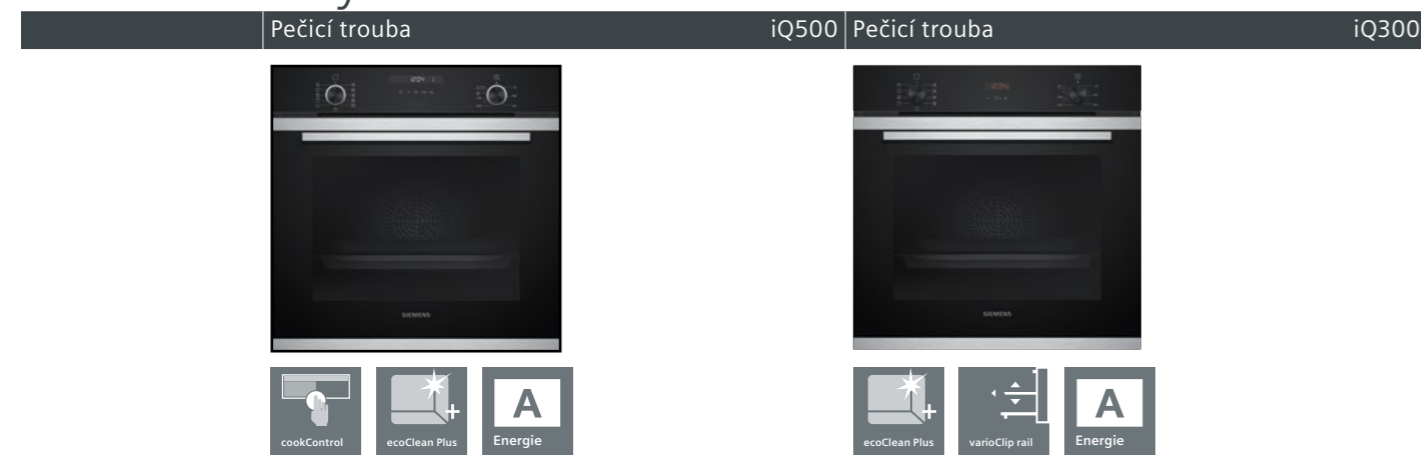 Pečicí trouba iQ500
Pečicí trouba iQ300
SIEMENS
SIEMENS
cookControl
ecoClean Plus
A
Energie
ecoClean Plus
varioClip rail
A
Energie